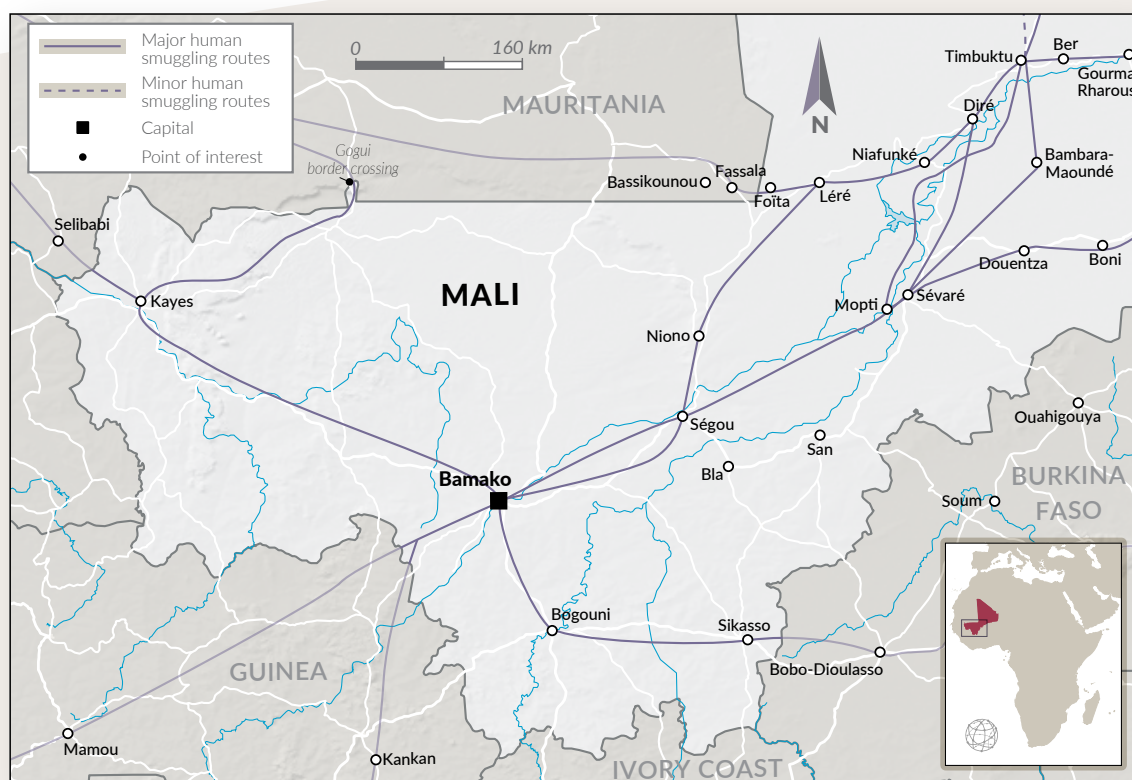 Major human
smuggling routes
Minor human
smuggling routes
Capital
Point of interest
0
160 km
MAURITANIA
N
Timbuktu
Ber
Gourma
Rharous
Diré
Niafunké
Bambara-
Maoundé
Gogui
border crossing
Bassikounou
Fassala
Foïta
Léré
Selibabi
Douentza
Boni
Kayes
MALI
Mopti
Sévaré
Niono
Ouahigouya
Ségou
San
Bla
BURKINA
FASO
Bamako
Soum
Bogouni
Sikasso
Bobo-Dioulasso
GUINEA
Mamou
Kankan
IVORY COAST